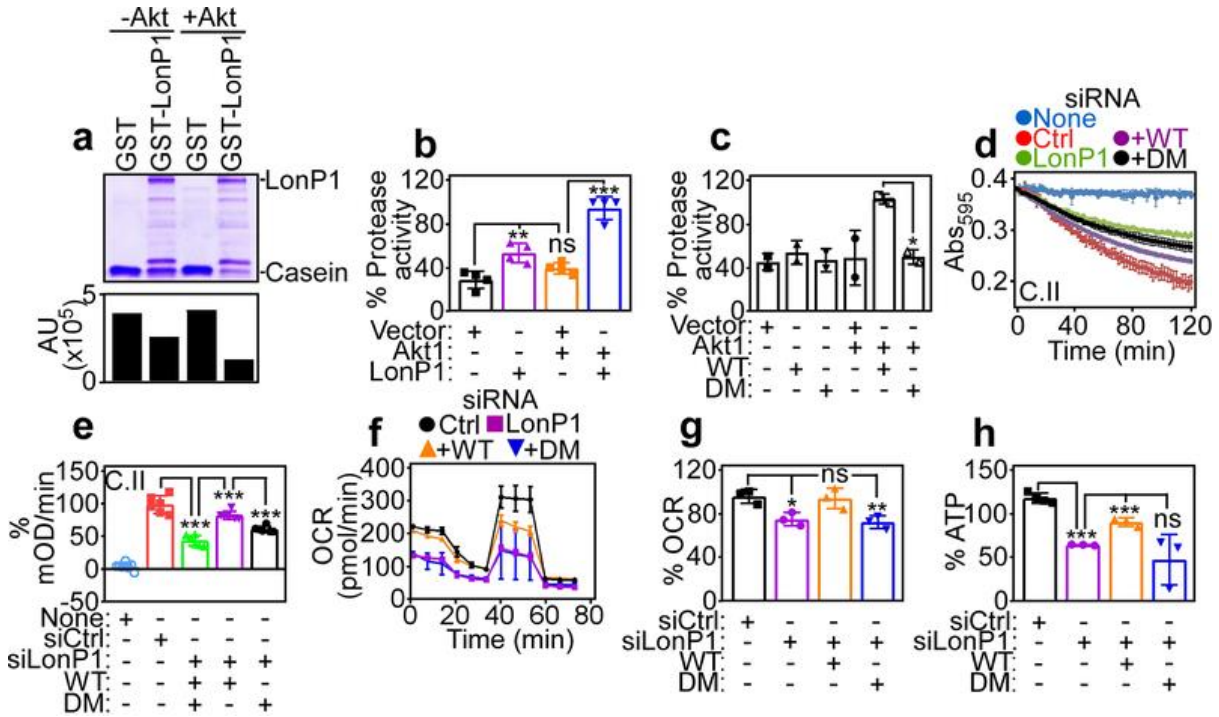 -Akt +Akt
GST
GST-LonP1
GST
GST-LonP1
a
-LonP1
-Casein
AU
(x10⁵)
5
0
b
% Protease
activity
120
80
40
0
**
ns
***
Vector: + - + -
Akt1: - - + +
LonP1: - + - +
c
% Protease
activity
120
80
40
0
*
Vector: + - - + - -
Akt1: - - - + + +
WT: - + - - + -
DM: - - + - - +
siRNA
None
Ctrl +WT
LonP1 +DM
d
Abs595
0.4
0.3
0.2
C.II
0 40 80 120
Time (min)
e
C.II
%
mOD/min
150
100
50
0
-50
***
***
***
None: + - - - -
siCtrl: - + - - -
siLonP1: - - + + +
WT: - - + + -
DM: - - + - +
siRNA
f
Ctrl LonP1
+WT +DM
OCR
(pmol/min)
400
300
200
100
0
0 20 40 60 80
Time (min)
g
% OCR
120
80
40
0
ns
*
**
siCtrl: + - - -
siLonP1: - + + +
WT: - - + -
DM: - - - +
h
% ATP
150
100
50
0
***
***
ns
siCtrl: + - - -
siLonP1: - + + +
WT: - - + -
DM: - - - +